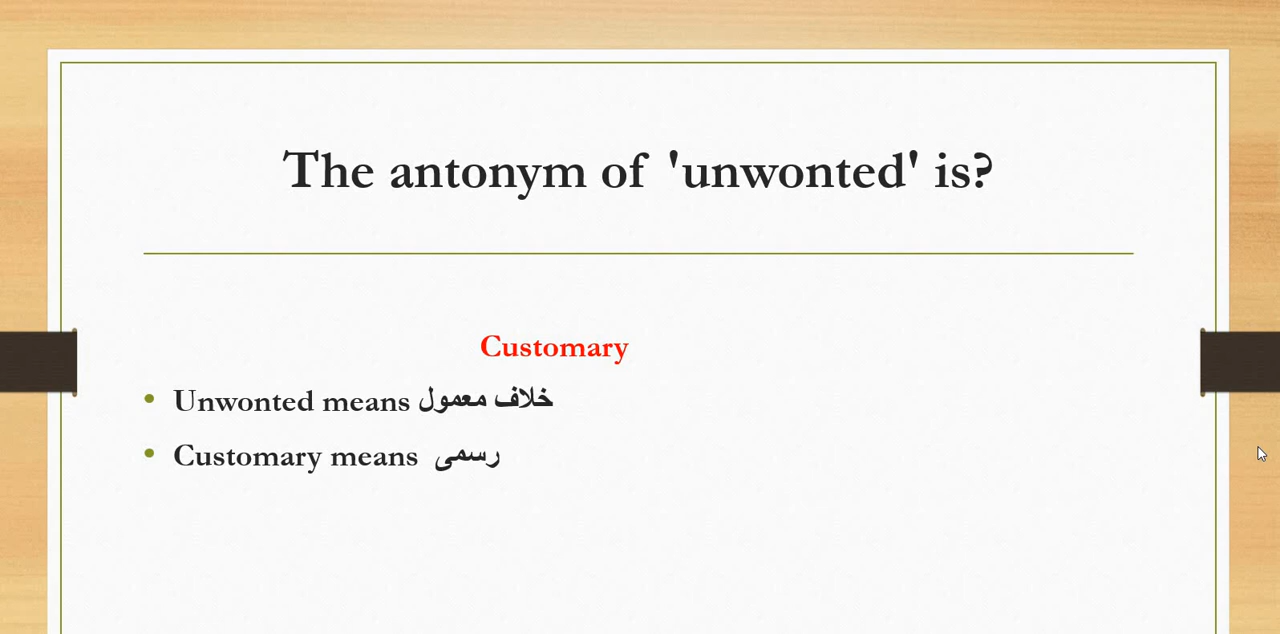 The antonym of 'unwonted' is?
Customary
• Unwonted means خلاف معمول
• Customary means رسمی